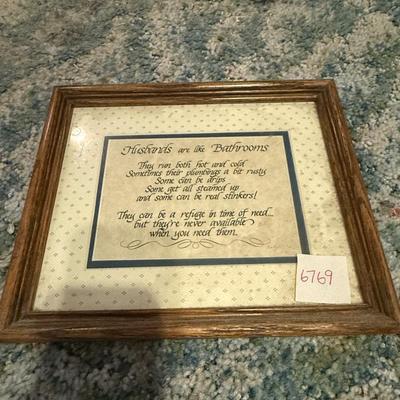 Husbands are like Bathrooms
They run both hot and cold
Sometimes their plumbings a bit rusty
Some can be drips
Some get all steamed up
and some can be real stinkers!
They can be a refuge in time of need...
but they're never available
when you need them.
6769